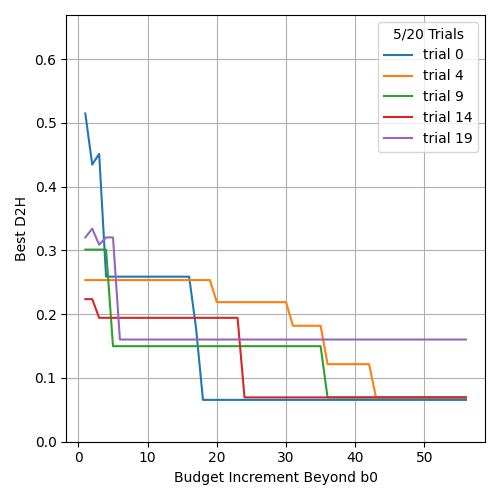 5/20 Trials
trial 0
trial 4
trial 9
trial 14
trial 19
Best D2H
0.6
0.5
0.4
0.3
0.2
0.1
0.0
0 10 20 30 40 50
Budget Increment Beyond b0